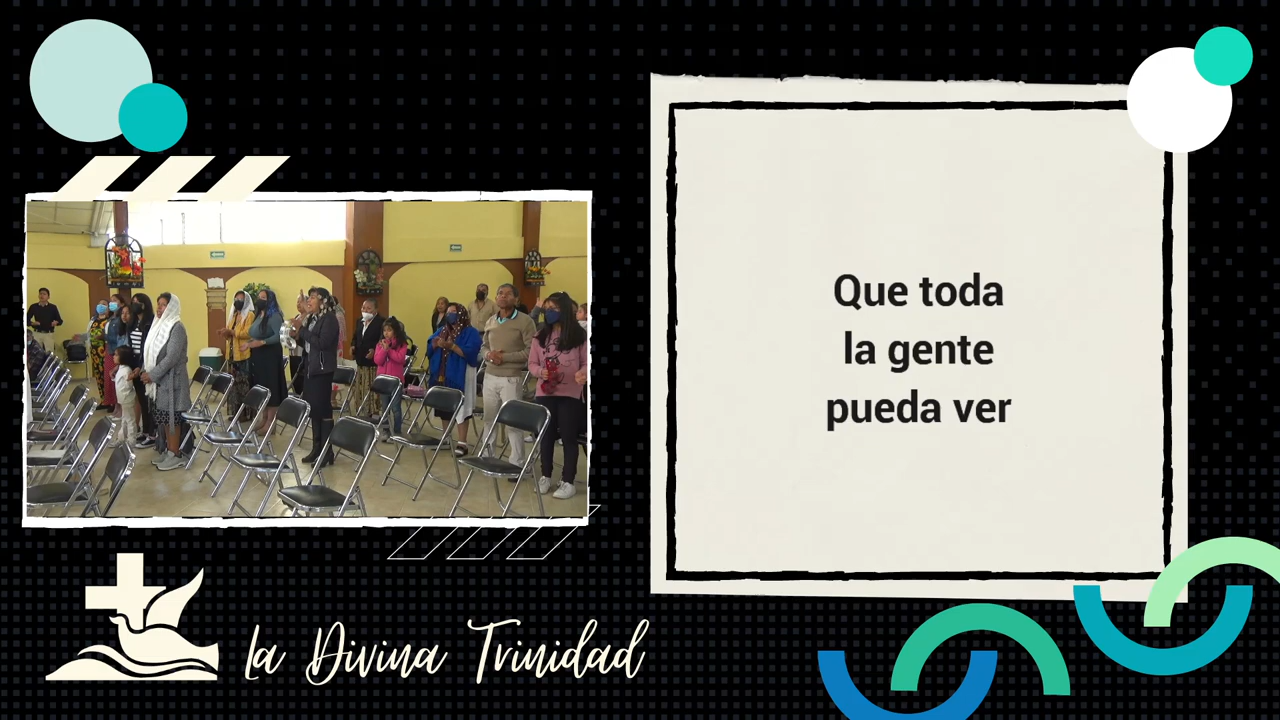 Que toda
la gente
pueda ver
la Divina Trinidad